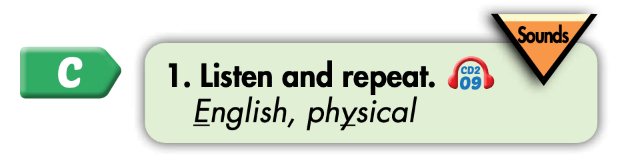 Sounds
C
1. Listen and repeat. CD2 09
English, physical